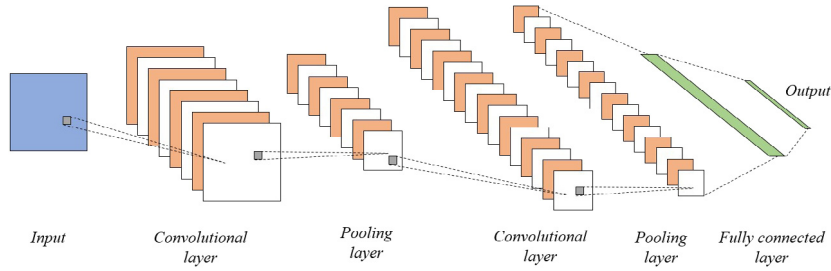 Output
Input
Convolutional
layer
Pooling
layer
Convolutional
layer
Pooling
layer
Fully connected
layer